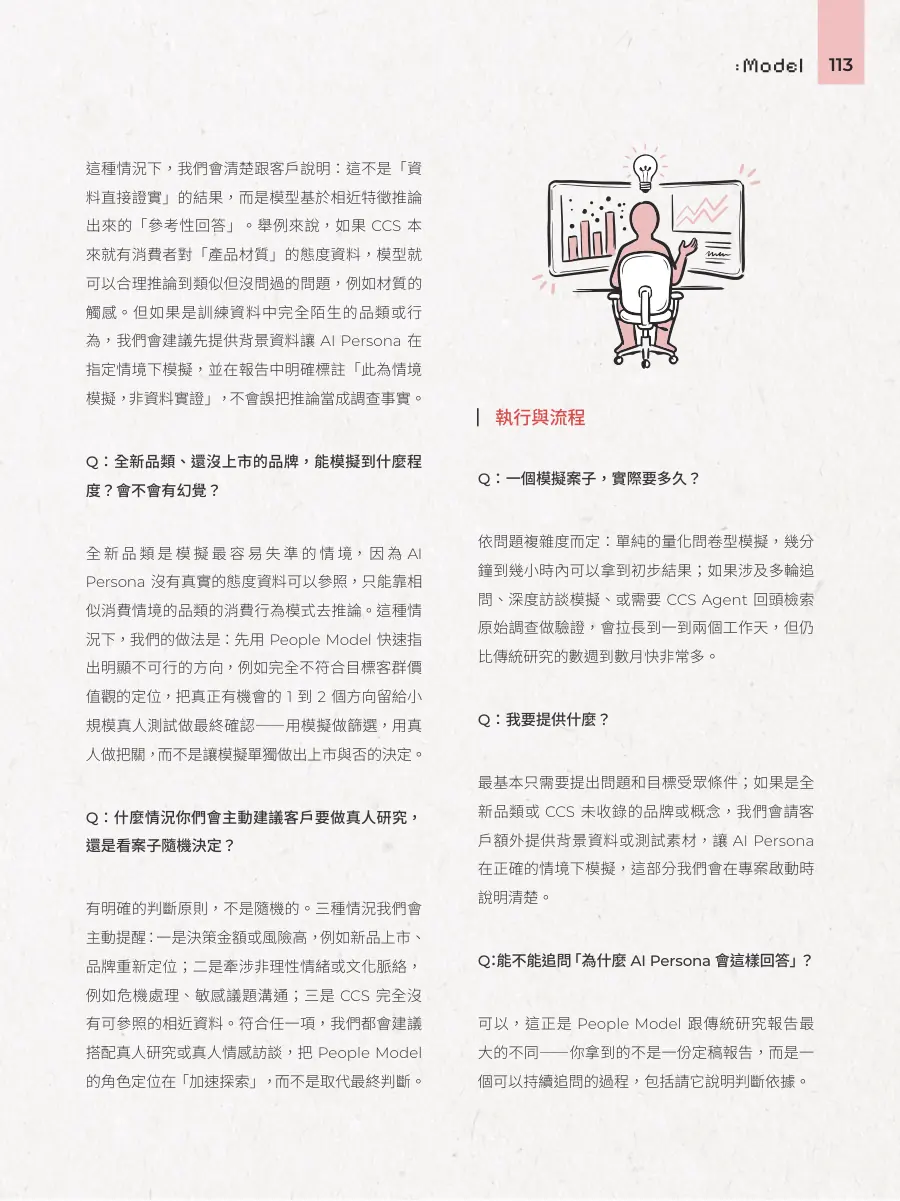 :Model 113
這種情況下，我們會清楚跟客戶說明：這不是「資
料直接證實」的結果，而是模型基於相近特徵推論
出來的「參考性回答」。舉例來說，如果 CCS 本
來就有消費者對「產品材質」的態度資料，模型就
可以合理推論到類似但沒問過的問題，例如材質的
觸感。但如果是訓練資料中完全陌生的品類或行
為，我們會建議先提供背景資料讓 AI Persona 在
指定情境下模擬，並在報告中明確標註「此為情境
模擬，非資料實證」，不會誤把推論當成調查事實。
Q：全新品類、還沒上市的品牌，能模擬到什麼程
度？會不會有幻覺？
全新品類是模擬最容易失準的情境，因為 AI
Persona 沒有真實的態度資料可以參照，只能靠相
似消費情境的品類的消費行為模式去推論。這種情
況下，我們的做法是：先用 People Model 快速指
出明顯不可行的方向，例如完全不符合目標客群價
值觀的定位，把真正有機會的 1 到 2 個方向留給小
規模真人測試做最終確認——用模擬做篩選，用真
人做把關，而不是讓模擬單獨做出上市與否的決定。
Q：什麼情況你們會主動建議客戶要做真人研究，
還是看案子隨機決定？
有明確的判斷原則，不是隨機的。三種情況我們會
主動提醒：一是決策金額或風險高，例如新品上市、
品牌重新定位；二是牽涉非理性情緒或文化脈絡，
例如危機處理、敏感議題溝通；三是 CCS 完全沒
有可參照的相近資料。符合任一項，我們都會建議
搭配真人研究或真人情感訪談，把 People Model
的角色定位在「加速探索」，而不是取代最終判斷。
執行與流程
Q：一個模擬案子，實際要多久？
依問題複雜度而定：單純的量化問卷型模擬，幾分
鐘到幾小時內可以拿到初步結果；如果涉及多輪追
問、深度訪談模擬、或需要 CCS Agent 回頭檢索
原始調查做驗證，會拉長到一到兩個工作天，但仍
比傳統研究的數週到數月快非常多。
Q：我要提供什麼？
最基本只需要提出問題和目標受眾條件；如果是全
新品類或 CCS 未收錄的品牌或概念，我們會請客
戶額外提供背景資料或測試素材，讓 AI Persona
在正確的情境下模擬，這部分我們會在專案啟動時
說明清楚。
Q：能不能追問「為什麼 AI Persona 會這樣回答」？
可以，這正是 People Model 跟傳統研究報告最
大的不同——你拿到的不是一份定稿報告，而是一
個可以持續追問的過程，包括請它說明判斷依據。